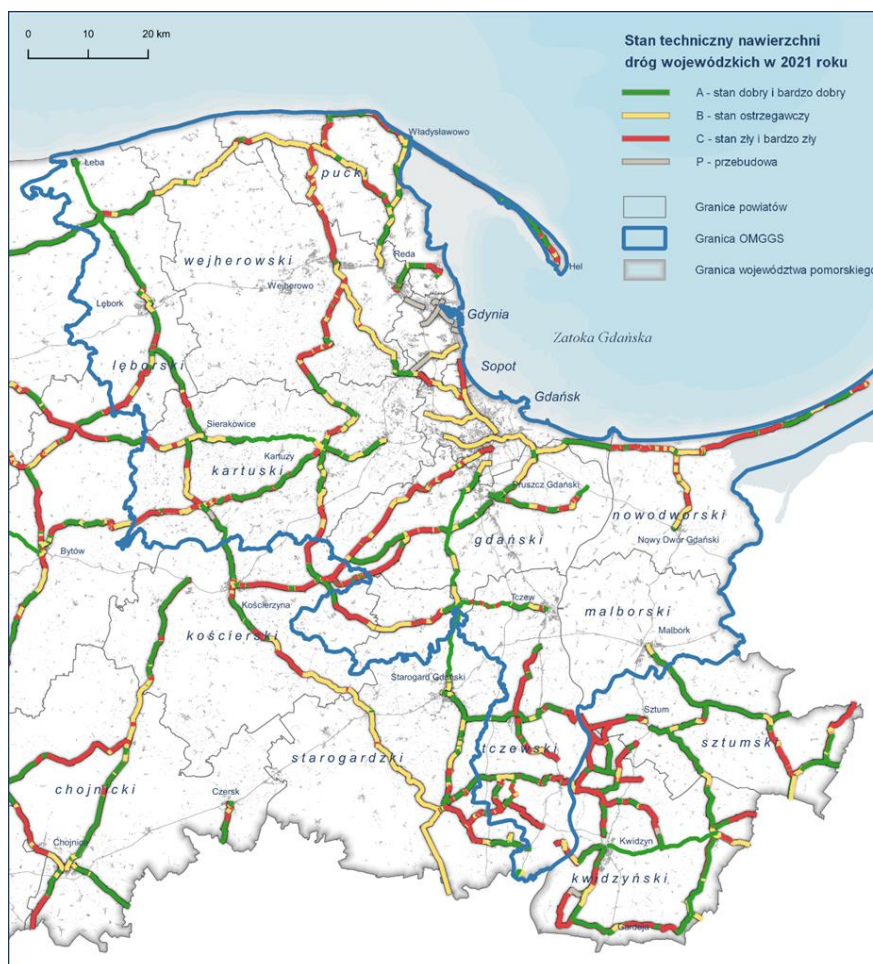 0 10 20 km
Stan techniczny nawierzchni
dróg wojewódzkich w 2021 roku
A - stan dobry i bardzo dobry
B - stan ostrzegawczy
C - stan zły i bardzo zły
P - przebudowa
Granice powiatów
Granica OMGGS
Granica województwa pomorskiego
Władysławowo
Łeba
pucki
wejherowski
Reda
Hel
Wejherowo
Lębork
Gdynia
Zatoka Gdańska
Sopot
lęborski
Gdańsk
Sierakowice
Kartuzy
kartuski
Pruszcz Gdański
nowodworski
gdański
Nowy Dwór Gdański
Bytów
Kościerzyna
Tczew
malborski
kościerski
Malbork
Starogard Gdański
Sztum
tczewski
sztumski
starogardzki
chojnicki
Czersk
Chojnice
Kwidzyn
kwidzyński
Gardeja